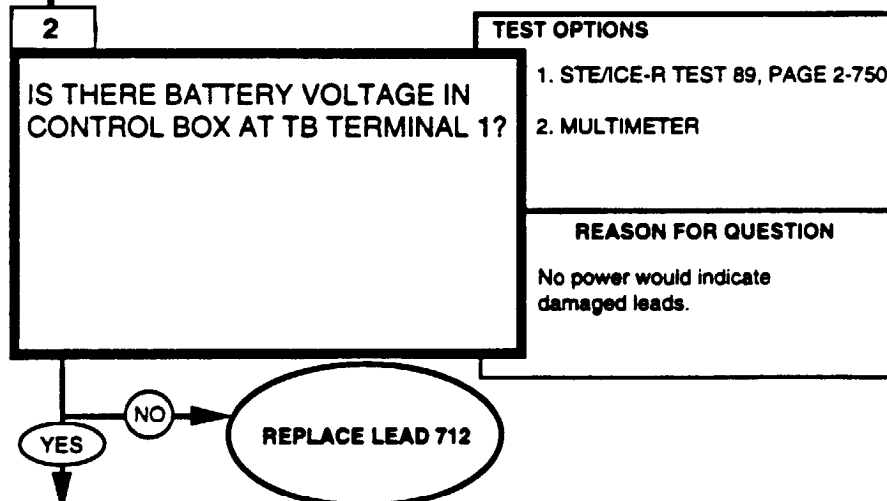 2
IS THERE BATTERY VOLTAGE IN
CONTROL BOX AT TB TERMINAL 1?
TEST OPTIONS
1. STE/ICE-R TEST 89, PAGE 2-750
2. MULTIMETER
REASON FOR QUESTION
No power would indicate
damaged leads.
NO
YES
REPLACE LEAD 712